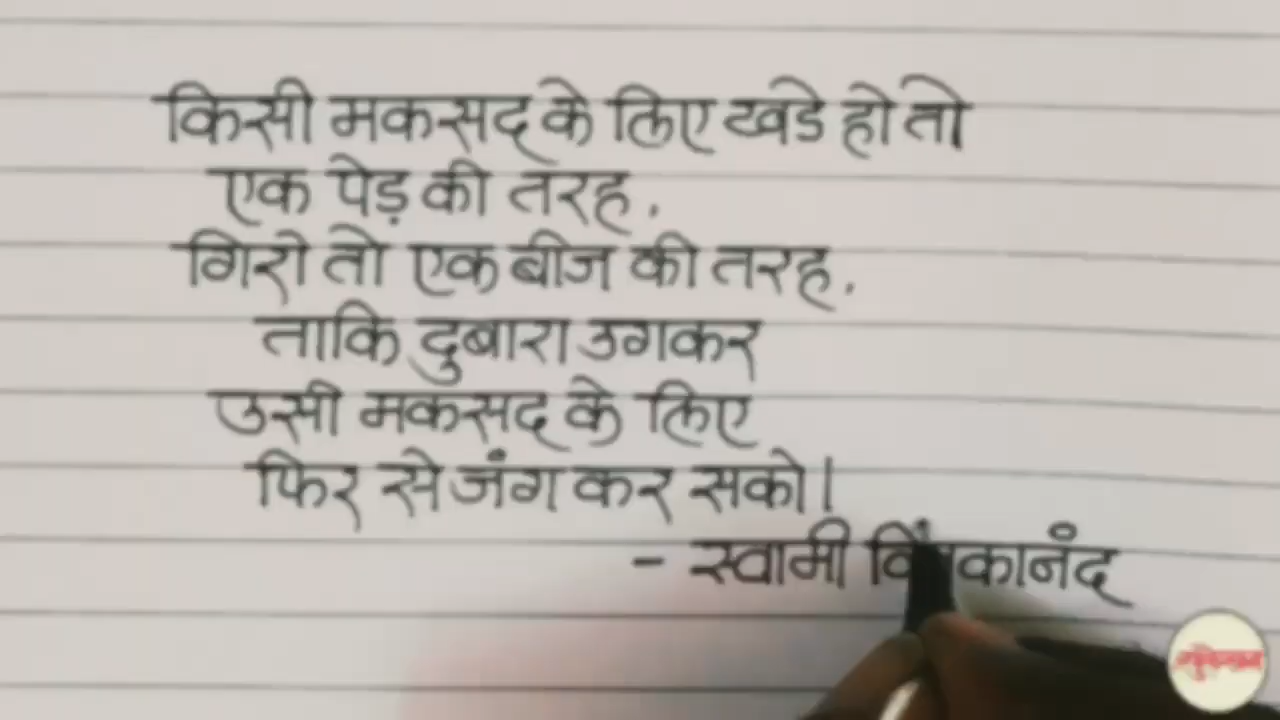 किसी मकसद के लिए खडे हो तो
एक पेड़ की तरह,
गिरो तो एक बीज की तरह,
ताकि दुबारा उगकर
उसी मकसद के लिए
फिर से जंग कर सको।
- स्वामी